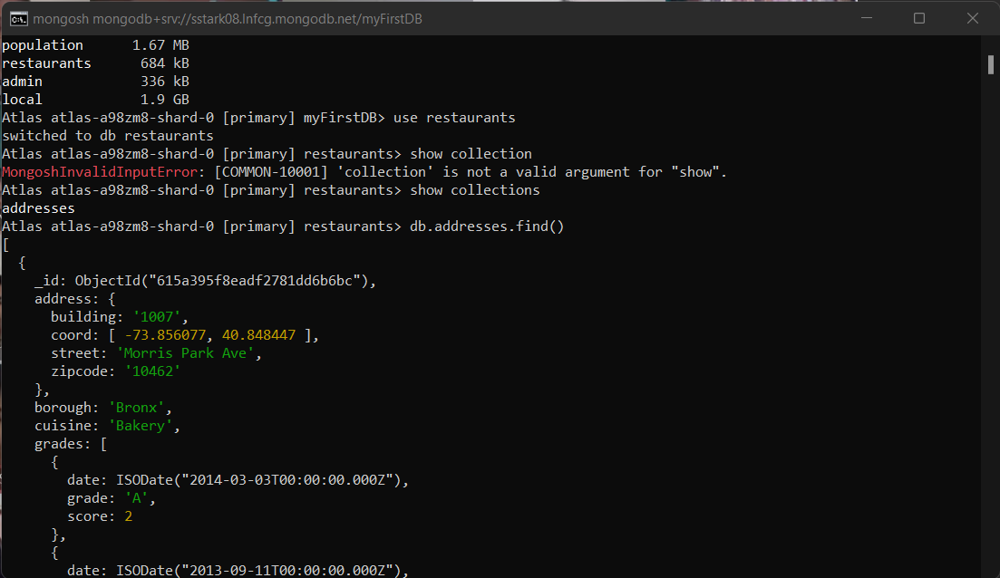 mongosh mongodb+srv://sstark08.lnfcg.mongodb.net/myFirstDB
population      1.67 MB
restaurants      684 kB
admin            336 kB
local            1.9 GB
Atlas atlas-a98zm8-shard-0 [primary] myFirstDB> use restaurants
switched to db restaurants
Atlas atlas-a98zm8-shard-0 [primary] restaurants> show collection
MongoshInvalidInputError: [COMMON-10001] 'collection' is not a valid argument for "show".
Atlas atlas-a98zm8-shard-0 [primary] restaurants> show collections
addresses
Atlas atlas-a98zm8-shard-0 [primary] restaurants> db.addresses.find()
[
  {
    _id: ObjectId("615a395f8eadf2781dd6b6bc"),
    address: {
      building: '1007',
      coord: [ -73.856077, 40.848447 ],
      street: 'Morris Park Ave',
      zipcode: '10462'
    },
    borough: 'Bronx',
    cuisine: 'Bakery',
    grades: [
      {
        date: ISODate("2014-03-03T00:00:00.000Z"),
        grade: 'A',
        score: 2
      },
      {
        date: ISODate("2013-09-11T00:00:00.000Z"),